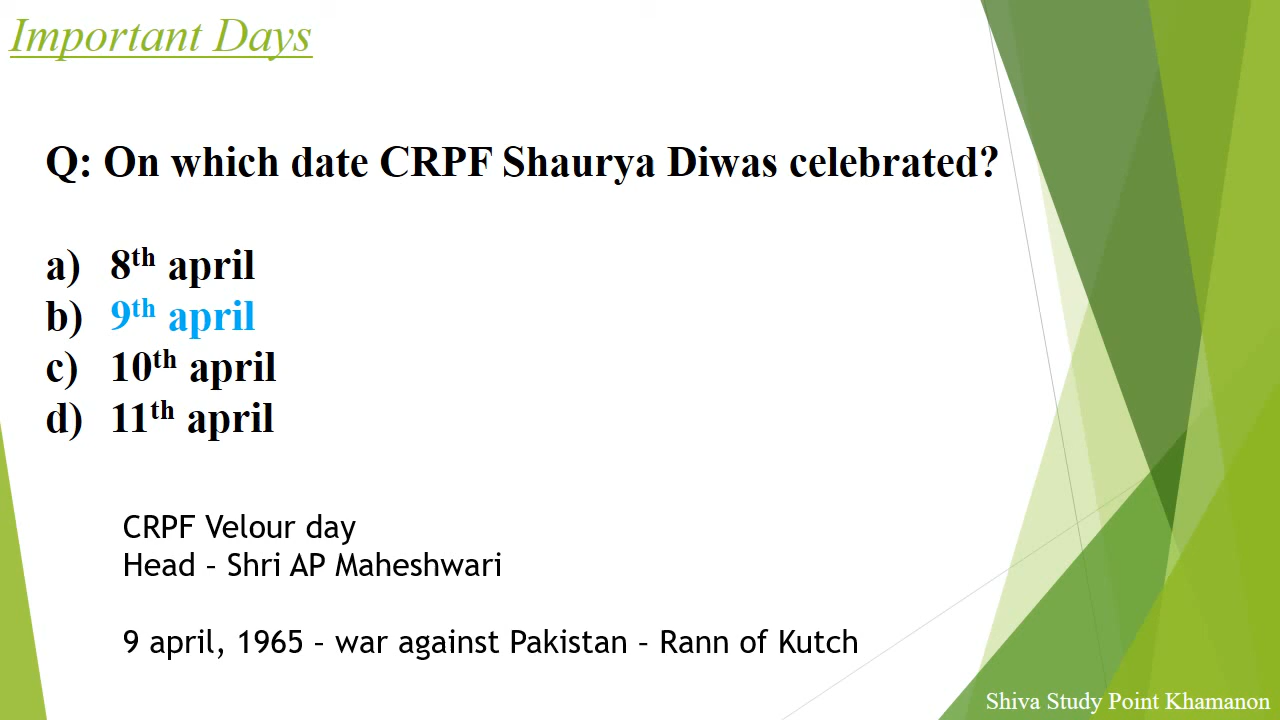 Important Days
Q: On which date CRPF Shaurya Diwas celebrated?
a) 8th april
b) 9th april
c) 10th april
d) 11th april
CRPF Velour day
Head – Shri AP Maheshwari
9 april, 1965 – war against Pakistan – Rann of Kutch
Shiva Study Point Khamanon